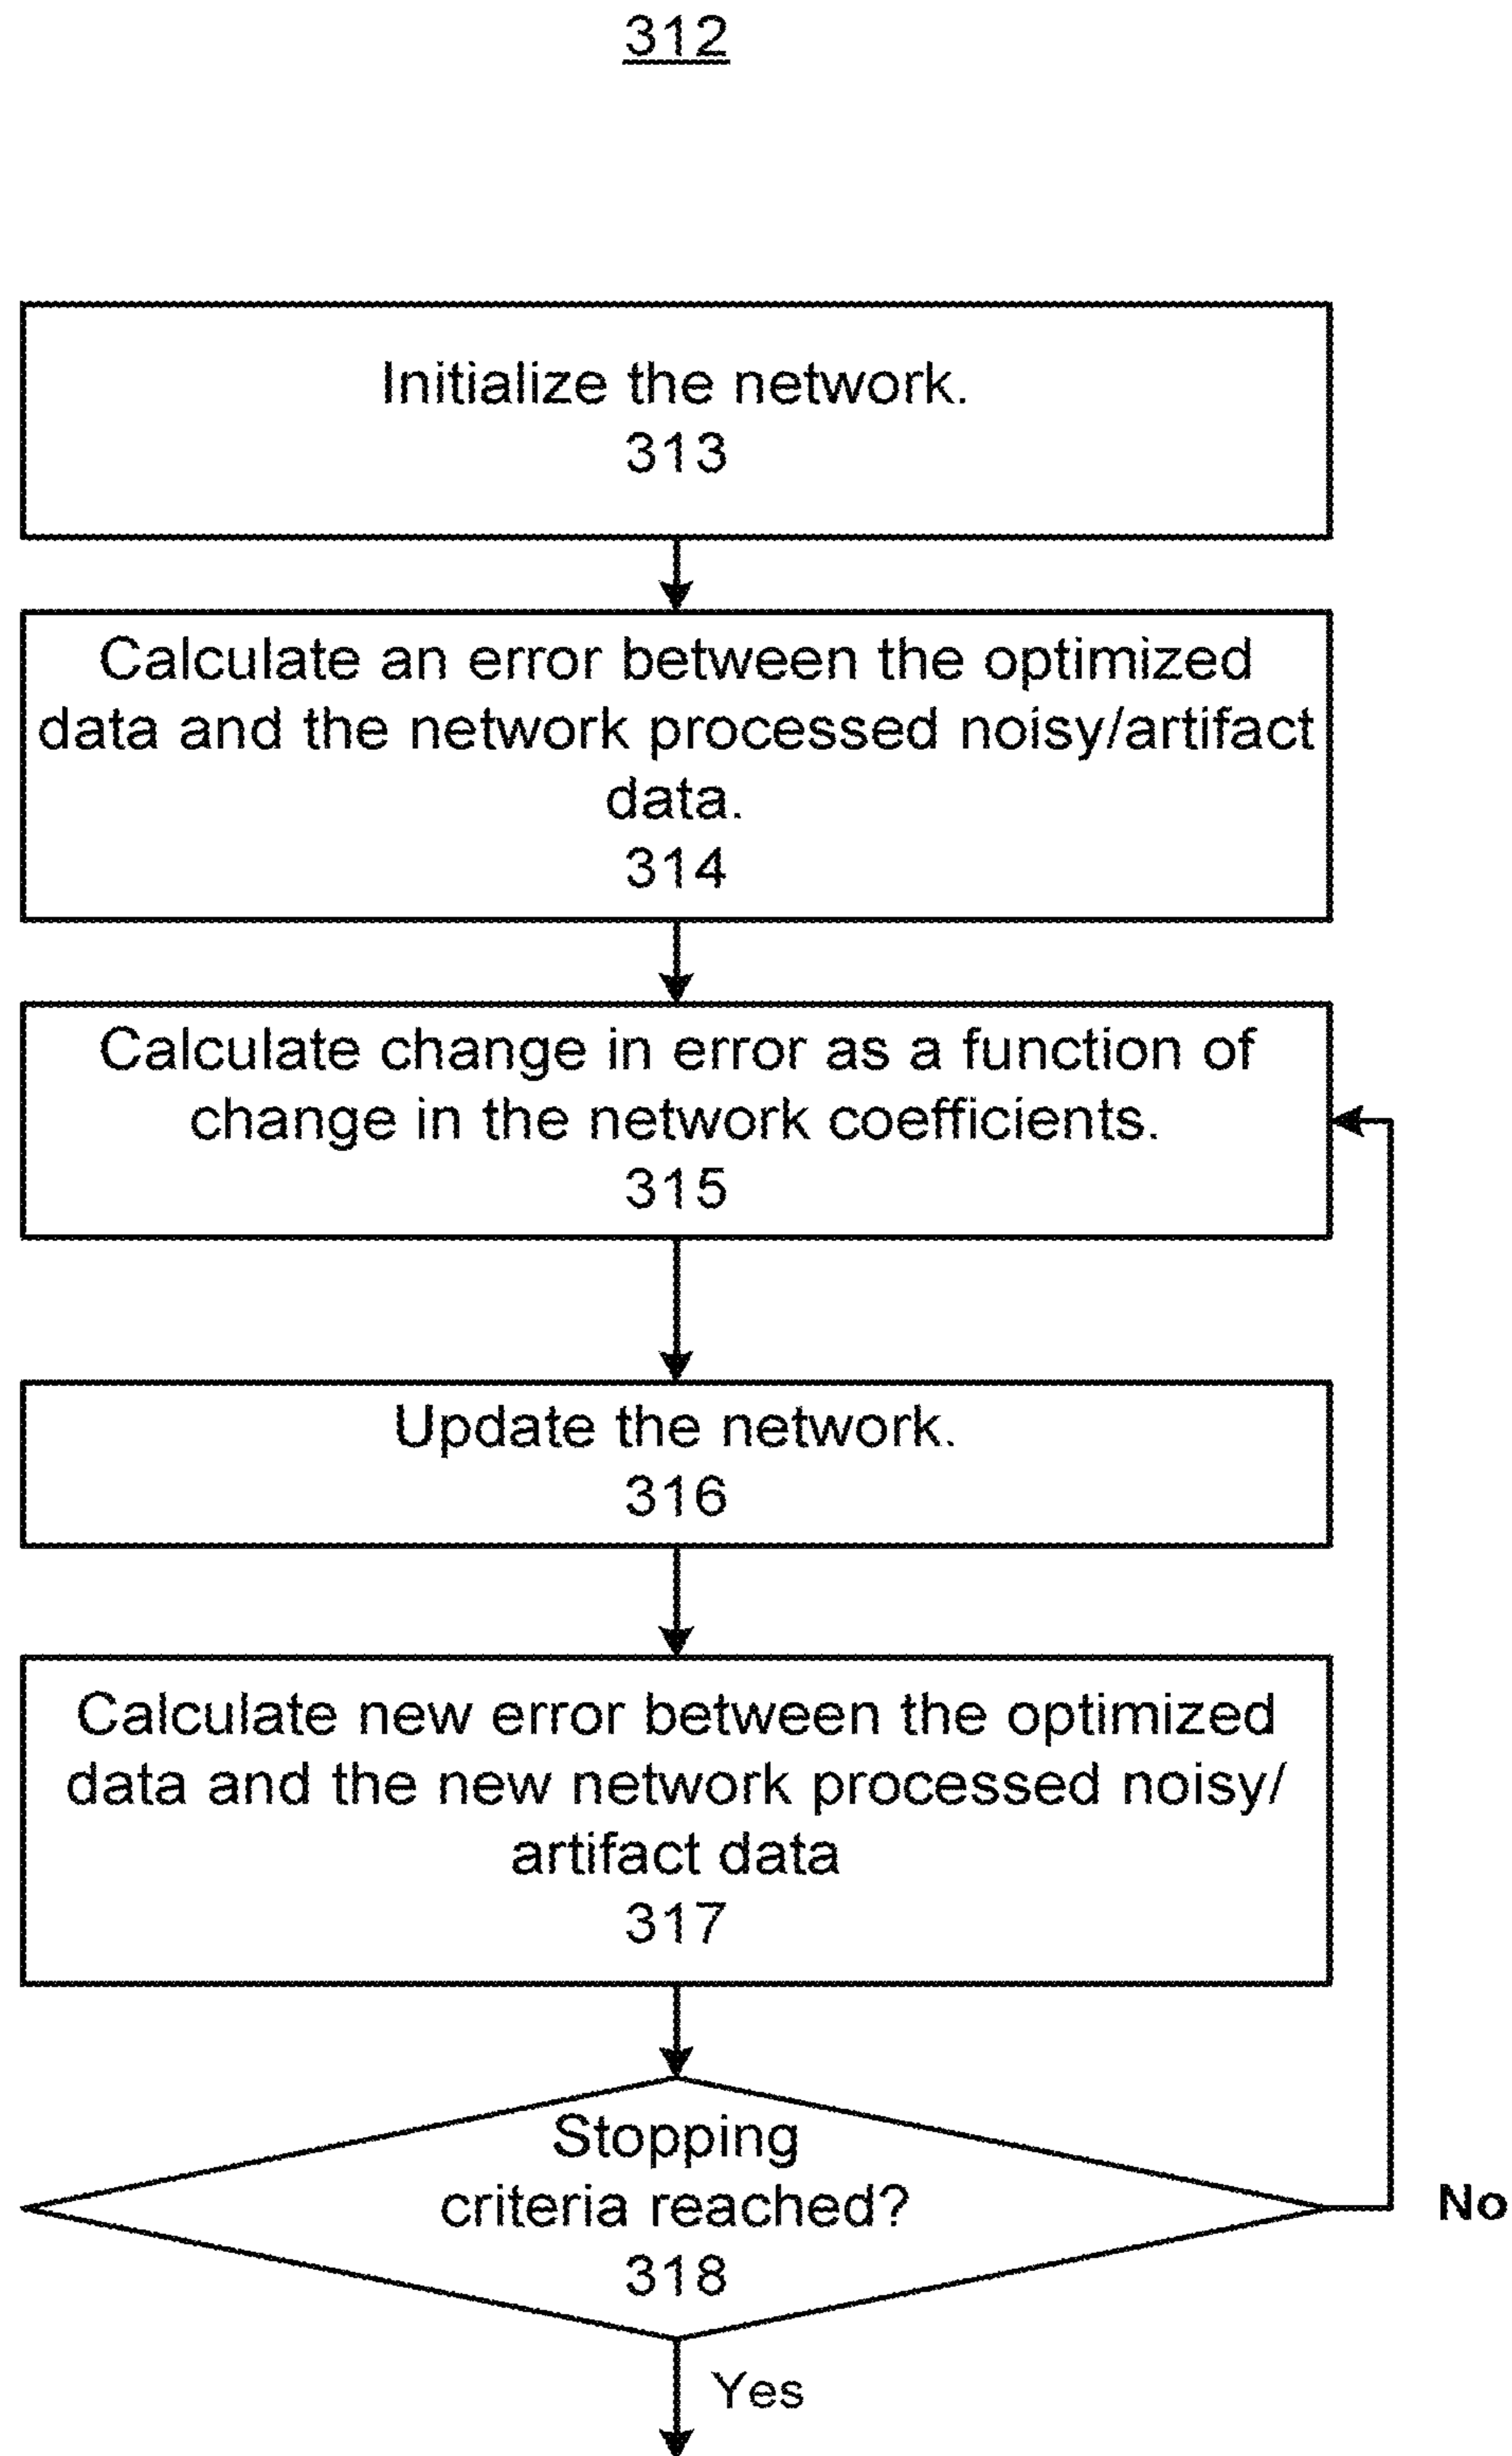 312
Initialize the network.
313
Calculate an error between the optimized
data and the network processed noisy/artifact
data.
314
Calculate change in error as a function of
change in the network coefficients.
315
Update the network.
316
Calculate new error between the optimized
data and the new network processed noisy/
artifact data
317
Stopping
criteria reached?
318
No
Yes